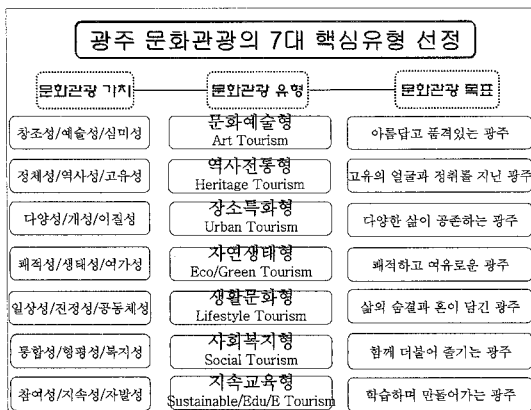 광주 문화관광의 7대 핵심유형 선정
문화관광 가치 문화관광 유형 문화관광 목표
창조성/예술성/심미성 문화예술형 아름답고 품격있는 광주
Art Tourism
정체성/역사성/고유성 역사전통형 고유의 얼굴과 정취를 지닌 광주
Heritage Tourism
다양성/개성/이질성 장소특화형 다양한 삶이 공존하는 광주
Urban Tourism
쾌적성/생태성/여가성 자연생태형 쾌적하고 여유로운 광주
Eco/Green Tourism
일상성/진정성/공동체성 생활문화형 삶의 숨결과 혼이 담긴 광주
Lifestyle Tourism
통합성/형평성/복지성 사회복지형 함께 더불어 즐기는 광주
Social Tourism
참여성/지속성/자발성 지속교육형 학습하며 만들어가는 광주
Sustainable/Edu/E Tourism